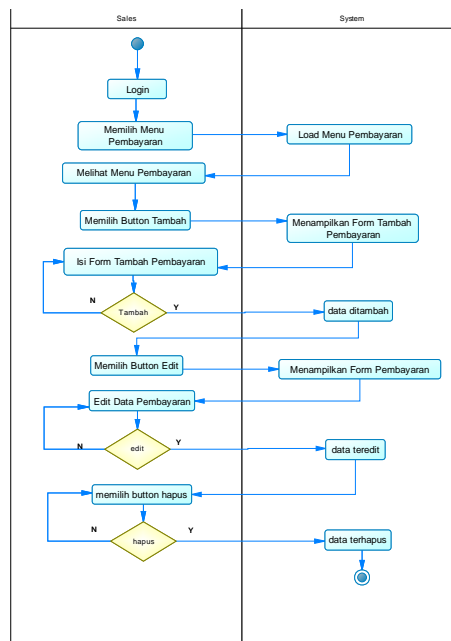 Sales
System
Login
Memilih Menu
Pembayaran
Load Menu Pembayaran
Melihat Menu Pembayaran
Memilih Button Tambah
Menampilkan Form Tambah
Pembayaran
Isi Form Tambah Pembayaran
N
Tambah
Y
data ditambah
Memilih Button Edit
Menampilkan Form Pembayaran
Edit Data Pembayaran
N
edit
Y
data teredit
memilih button hapus
N
hapus
Y
data terhapus